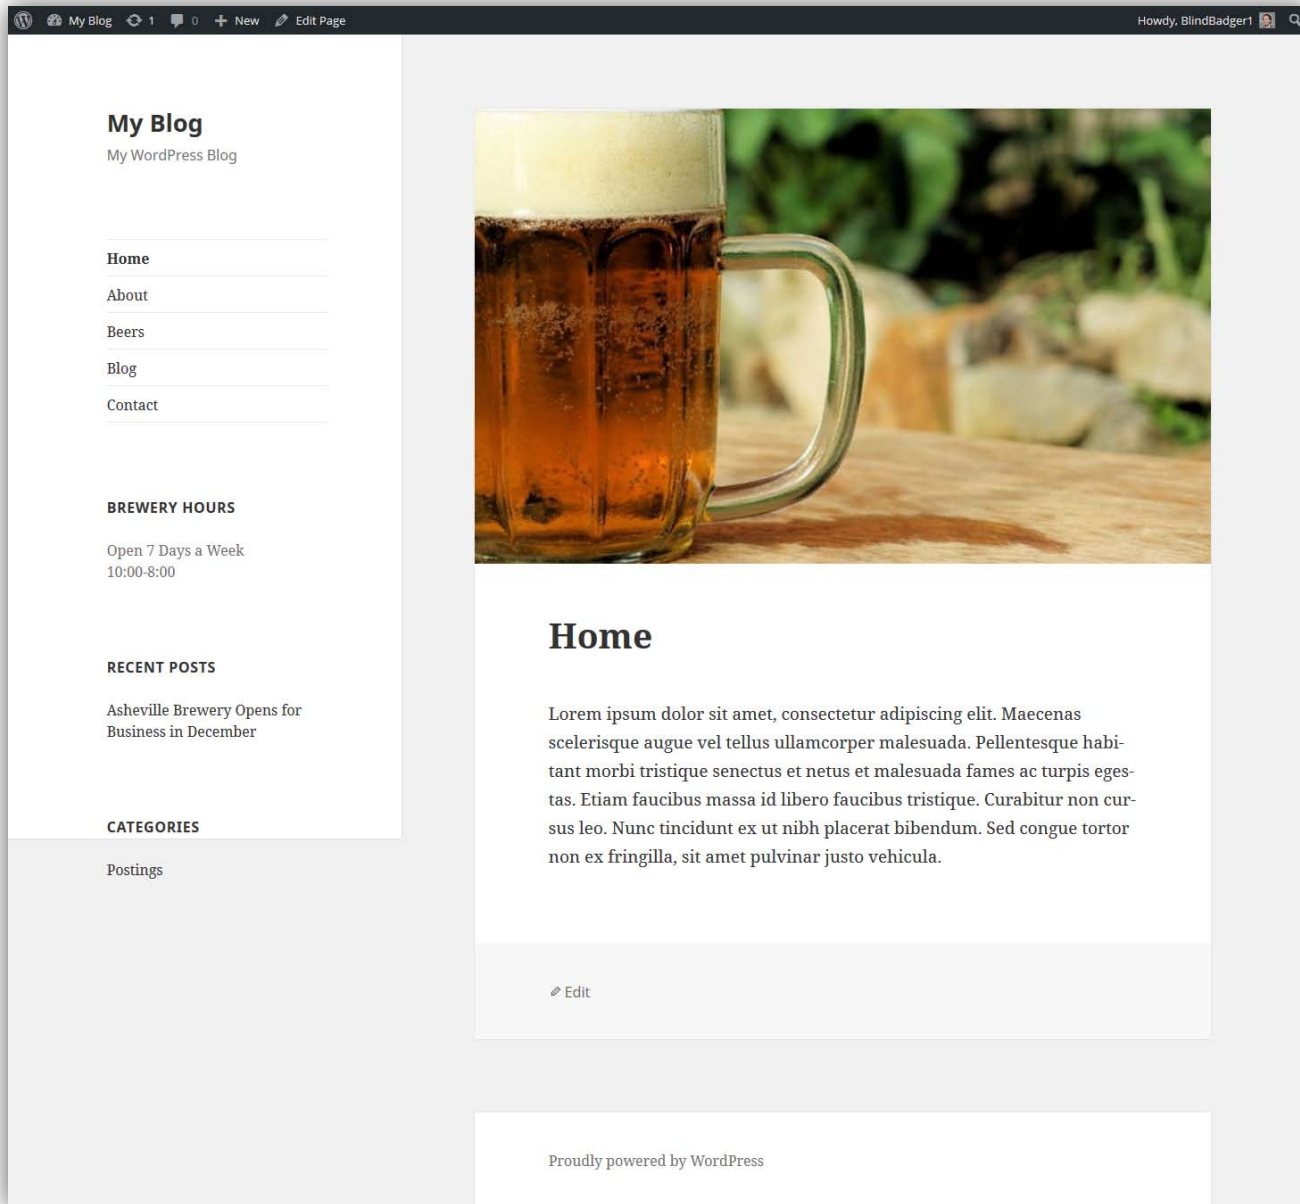 My Blog 1 0 New Edit Page Howdy, BlindBadger1
My Blog
My WordPress Blog
Home
About
Beers
Blog
Contact
BREWERY HOURS
Open 7 Days a Week
10:00-8:00
RECENT POSTS
Asheville Brewery Opens for
Business in December
CATEGORIES
Postings
Home
Lorem ipsum dolor sit amet, consectetur adipiscing elit. Maecenas
scelerisque augue vel tellus ullamcorper malesuada. Pellentesque habi-
tant morbi tristique senectus et netus et malesuada fames ac turpis eges-
tas. Etiam faucibus massa id libero faucibus tristique. Curabitur non cur-
sus leo. Nunc tincidunt ex ut nibh placerat bibendum. Sed congue tortor
non ex fringilla, sit amet pulvinar justo vehicula.
Edit
Proudly powered by WordPress